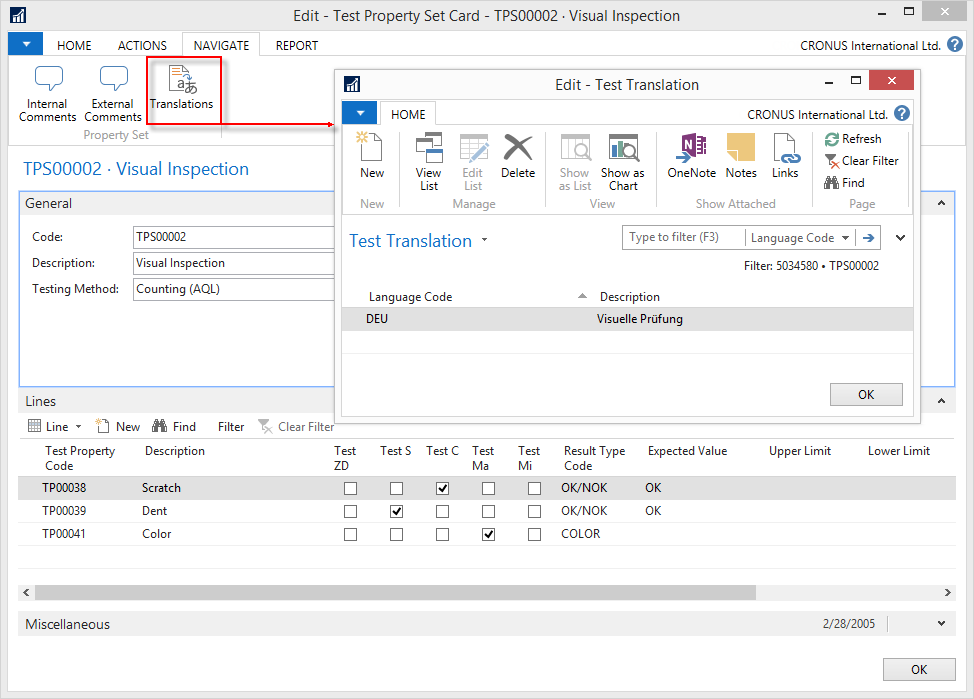 Edit - Test Property Set Card - TPS00002 · Visual Inspection
HOME ACTIONS NAVIGATE REPORT CRONUS International Ltd. ?
Internal Comments
External Comments
Translations
Property Set
TPS00002 · Visual Inspection
General
Code: TPS00002
Description: Visual Inspection
Testing Method: Counting (AQL)
Edit - Test Translation
HOME CRONUS International Ltd. ?
New
View List
Edit List
Delete
Show as List
Show as Chart
OneNote
Notes
Links
Refresh
Clear Filter
Find
New Manage View Show Attached Page
Test Translation
Type to filter (F3) Language Code
Filter: 5034580 • TPS00002
Language Code Description
DEU Visuelle Prüfung
OK
Lines
Line New Find Filter Clear Filter
Test Property Code Description Test ZD Test S Test C Test Ma Test Mi Result Type Code Expected Value Upper Limit Lower Limit
TP00038 Scratch OK/NOK OK
TP00039 Dent OK/NOK OK
TP00041 Color COLOR
Miscellaneous 2/28/2005
OK